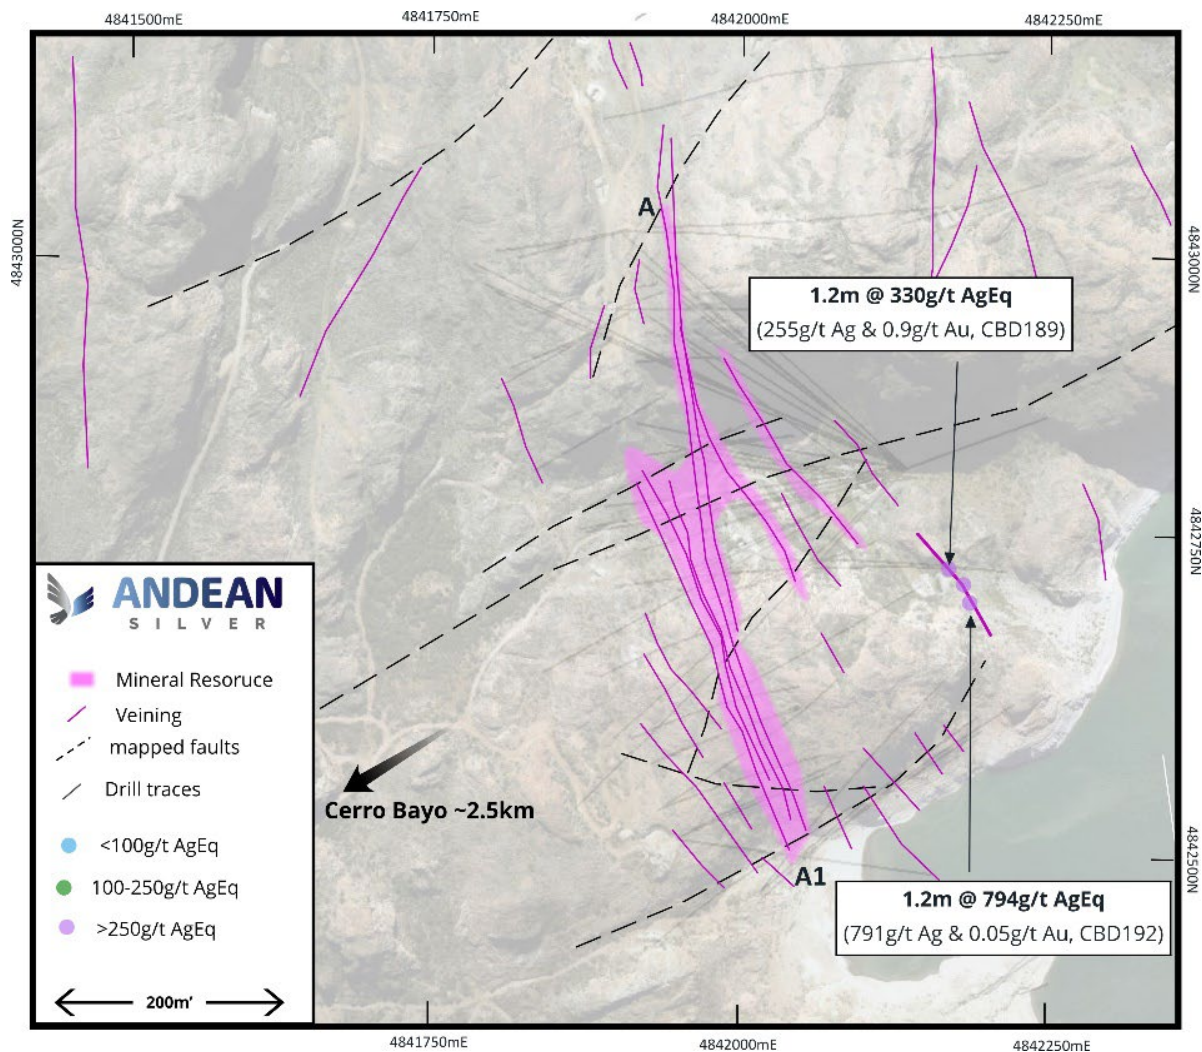 4841500mE
4841750mE
4842000mE
4842250mE
4843000N
4843000N
A
1.2m @ 330g/t AgEq
(255g/t Ag & 0.9g/t Au, CBD189)
4842750N
ANDEAN
SILVER
Mineral Resoruce
Veining
mapped faults
Drill traces
<100g/t AgEq
100-250g/t AgEq
>250g/t AgEq
200m'
Cerro Bayo ~2.5km
A1
4842500N
1.2m @ 794g/t AgEq
(791g/t Ag & 0.05g/t Au, CBD192)
4841750mE
4842000mE
4842250mE